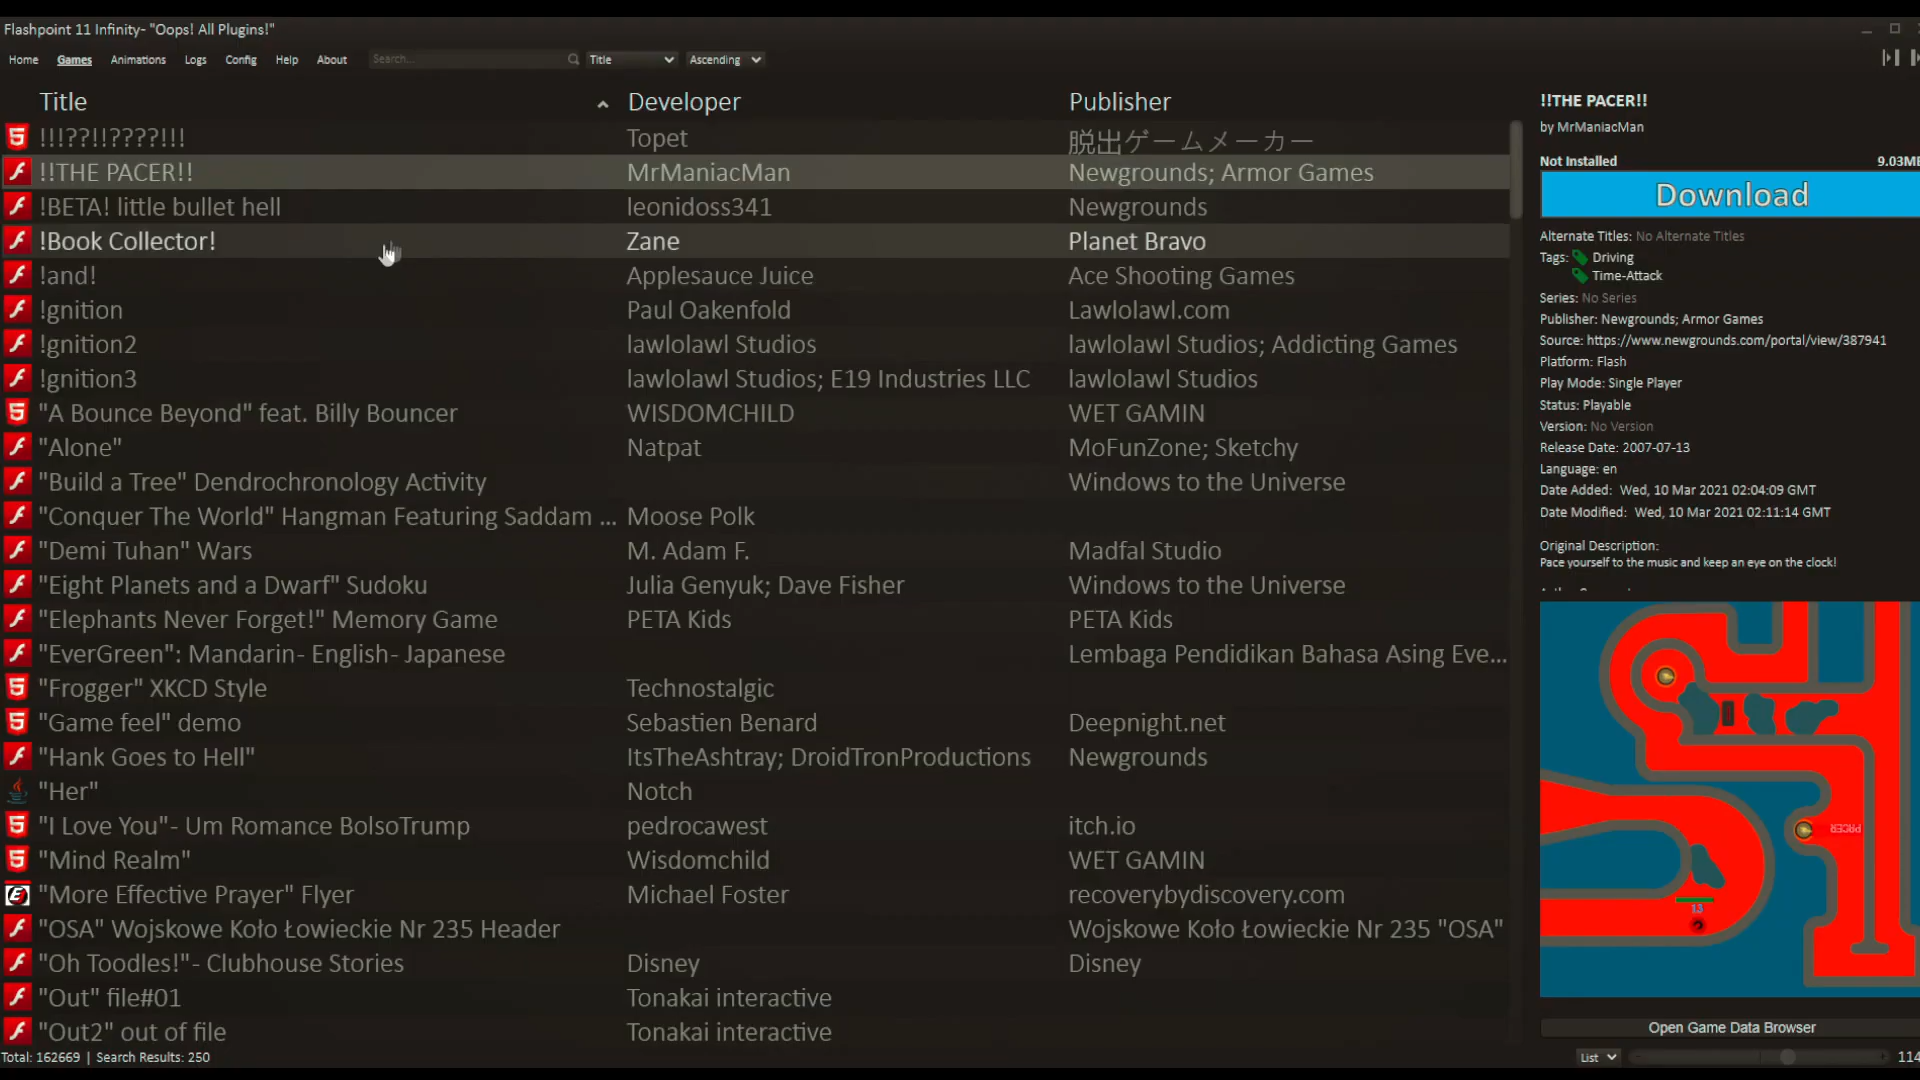 Flashpoint 11 Infinity- "Oops! All Plugins!"
Home Games Animations Logs Config Help About Search... Title Ascending
Title Developer Publisher
!!!??!!????!!! Topet 脱出ゲームメーカー
!!THE PACER!! MrManiacMan Newgrounds; Armor Games
!BETA! little bullet hell leonidoss341 Newgrounds
!Book Collector! Zane Planet Bravo
!and! Applesauce Juice Ace Shooting Games
!gnition Paul Oakenfold Lawlolawl.com
!gnition2 lawlolawl Studios lawlolawl Studios; Addicting Games
!gnition3 lawlolawl Studios; E19 Industries LLC lawlolawl Studios
"A Bounce Beyond" feat. Billy Bouncer WISDOMCHILD WET GAMIN
"Alone" Natpat MoFunZone; Sketchy
"Build a Tree" Dendrochronology Activity Windows to the Universe
"Conquer The World" Hangman Featuring Saddam ... Moose Polk
"Demi Tuhan" Wars M. Adam F. Madfal Studio
"Eight Planets and a Dwarf" Sudoku Julia Genyuk; Dave Fisher Windows to the Universe
"Elephants Never Forget!" Memory Game PETA Kids PETA Kids
"EverGreen": Mandarin- English- Japanese Lembaga Pendidikan Bahasa Asing Eve...
"Frogger" XKCD Style Technostalgic
"Game feel" demo Sebastien Benard Deepnight.net
"Hank Goes to Hell" ItsTheAshtray; DroidTronProductions Newgrounds
"Her" Notch
"I Love You"- Um Romance BolsoTrump pedrocawest itch.io
"Mind Realm" Wisdomchild WET GAMIN
"More Effective Prayer" Flyer Michael Foster recoverybydiscovery.com
"OSA" Wojskowe Koło Łowieckie Nr 235 Header Wojskowe Koło Łowieckie Nr 235 "OSA"
"Oh Toodles!"- Clubhouse Stories Disney Disney
"Out" file#01 Tonakai interactive
"Out2" out of file Tonakai interactive
Total: 162669 | Search Results: 250
!!THE PACER!!
by MrManiacMan
Not Installed 9.03M
Download
Alternate Titles: No Alternate Titles
Tags: Driving
Time-Attack
Series: No Series
Publisher: Newgrounds; Armor Games
Source: https://www.newgrounds.com/portal/view/387941
Platform: Flash
Play Mode: Single Player
Status: Playable
Version: No Version
Release Date: 2007-07-13
Language: en
Date Added: Wed, 10 Mar 2021 02:04:09 GMT
Date Modified: Wed, 10 Mar 2021 02:11:14 GMT
Original Description:
Pace yourself to the music and keep an eye on the clock!
PACER
13
Open Game Data Browser
List 114